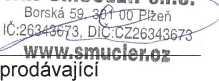 Borská 59, 301 00 Plzeň
IČ:26343673, DIČ:CZ26343673
www.smucler.cz
prodávající